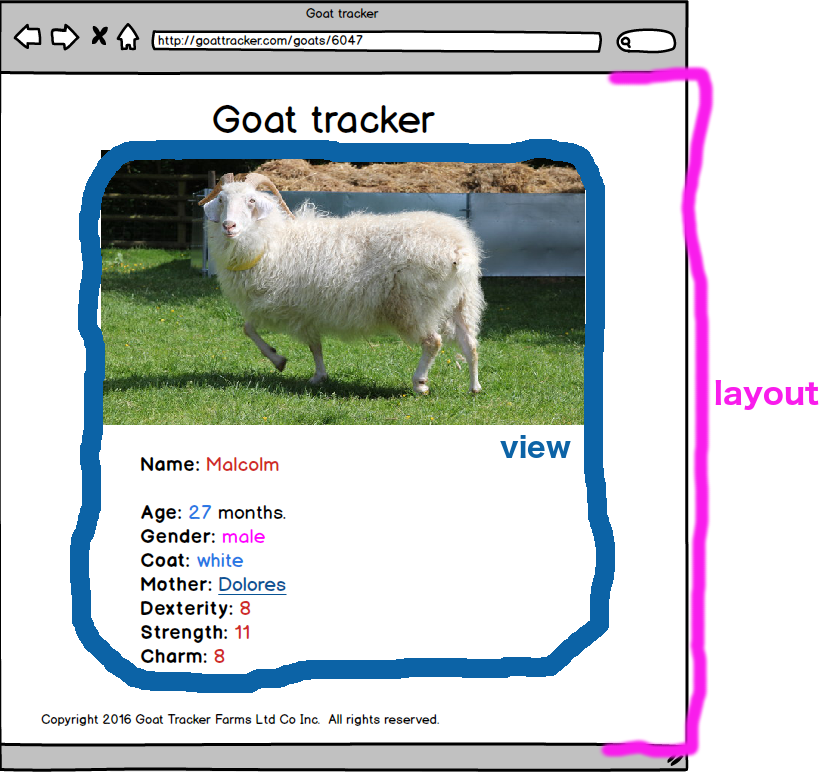 Goat tracker
http://goattracker.com/goats/6047
Goat tracker
view
Name: Malcolm
Age: 27 months.
Gender: male
Coat: white
Mother: Dolores
Dexterity: 8
Strength: 11
Charm: 8
layout
Copyright 2016 Goat Tracker Farms Ltd Co Inc. All rights reserved.